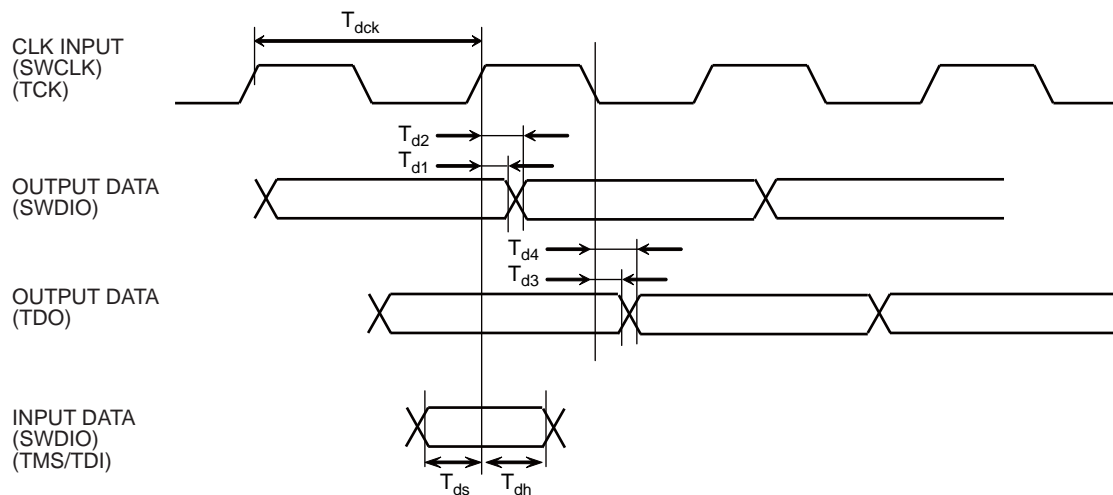 T_dck
CLK INPUT
(SWCLK)
(TCK)
T_d2
T_d1
OUTPUT DATA
(SWDIO)
T_d4
T_d3
OUTPUT DATA
(TDO)
INPUT DATA
(SWDIO)
(TMS/TDI)
T_ds T_dh